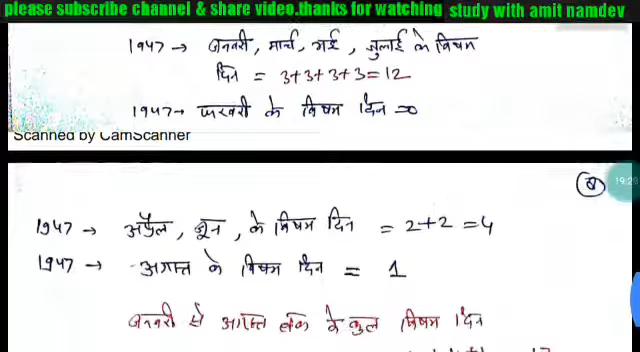 please subscribe channel & share video.thanks for watching study with amit namdev
1947 → जनवरी, मार्च, मई, जुलाई के विषम
दिन = 3+3+3+3=12
1947→ फरवरी के विषम दिन =0
Scanned by CamScanner
19:20
1947 → अप्रैल, जून, के विषम दिन = 2+2 =4
1947 → अगस्त के विषम दिन = 1
जनवरी से अगस्त तक के कुल विषम दिन